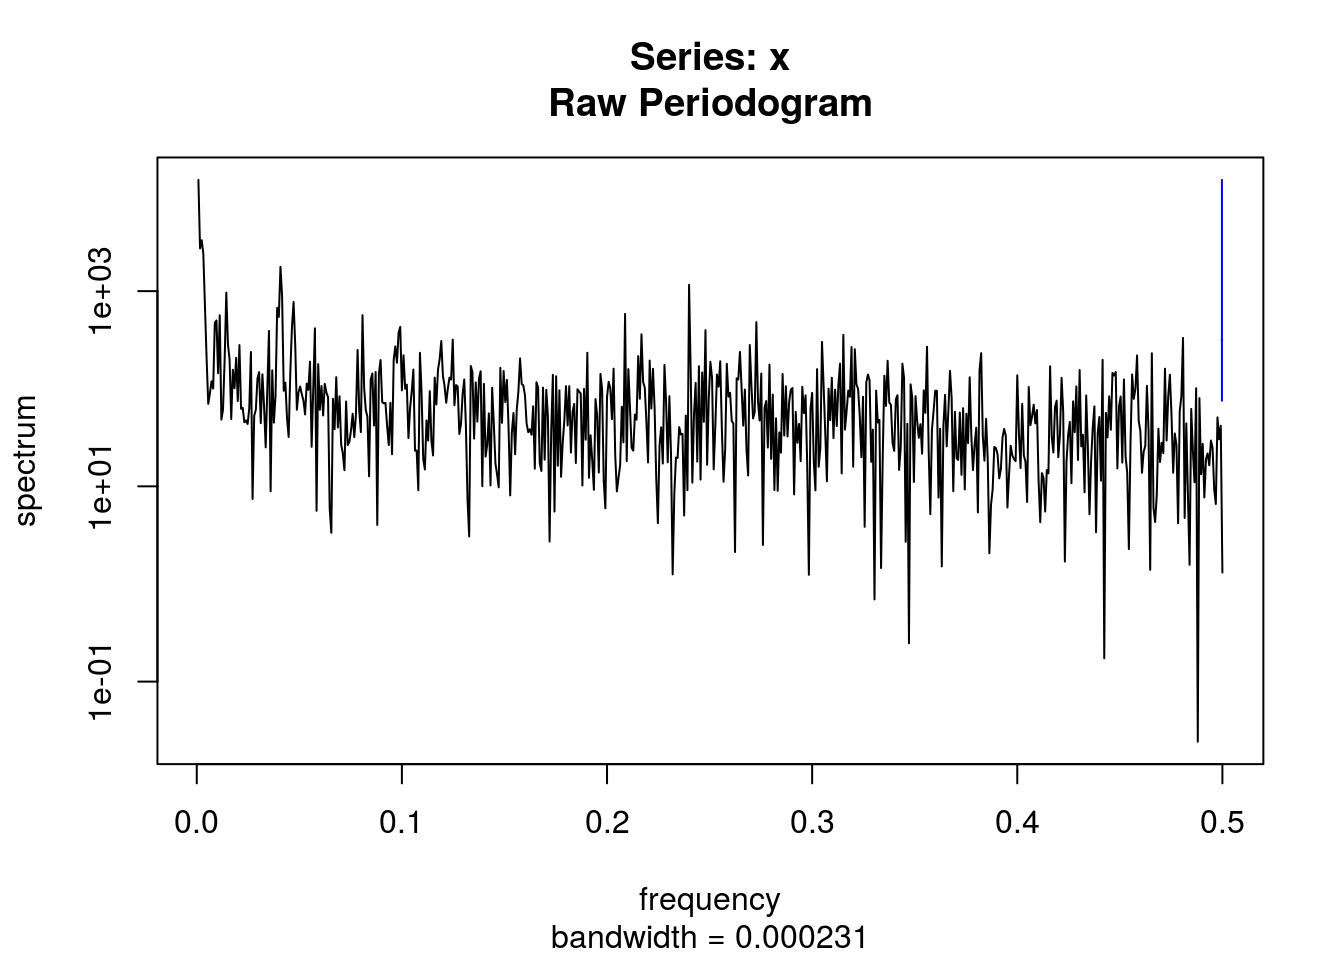 Series: x
Raw Periodogram
spectrum
1e+03
1e+01
1e-01
0.0 0.1 0.2 0.3 0.4 0.5
frequency
bandwidth = 0.000231